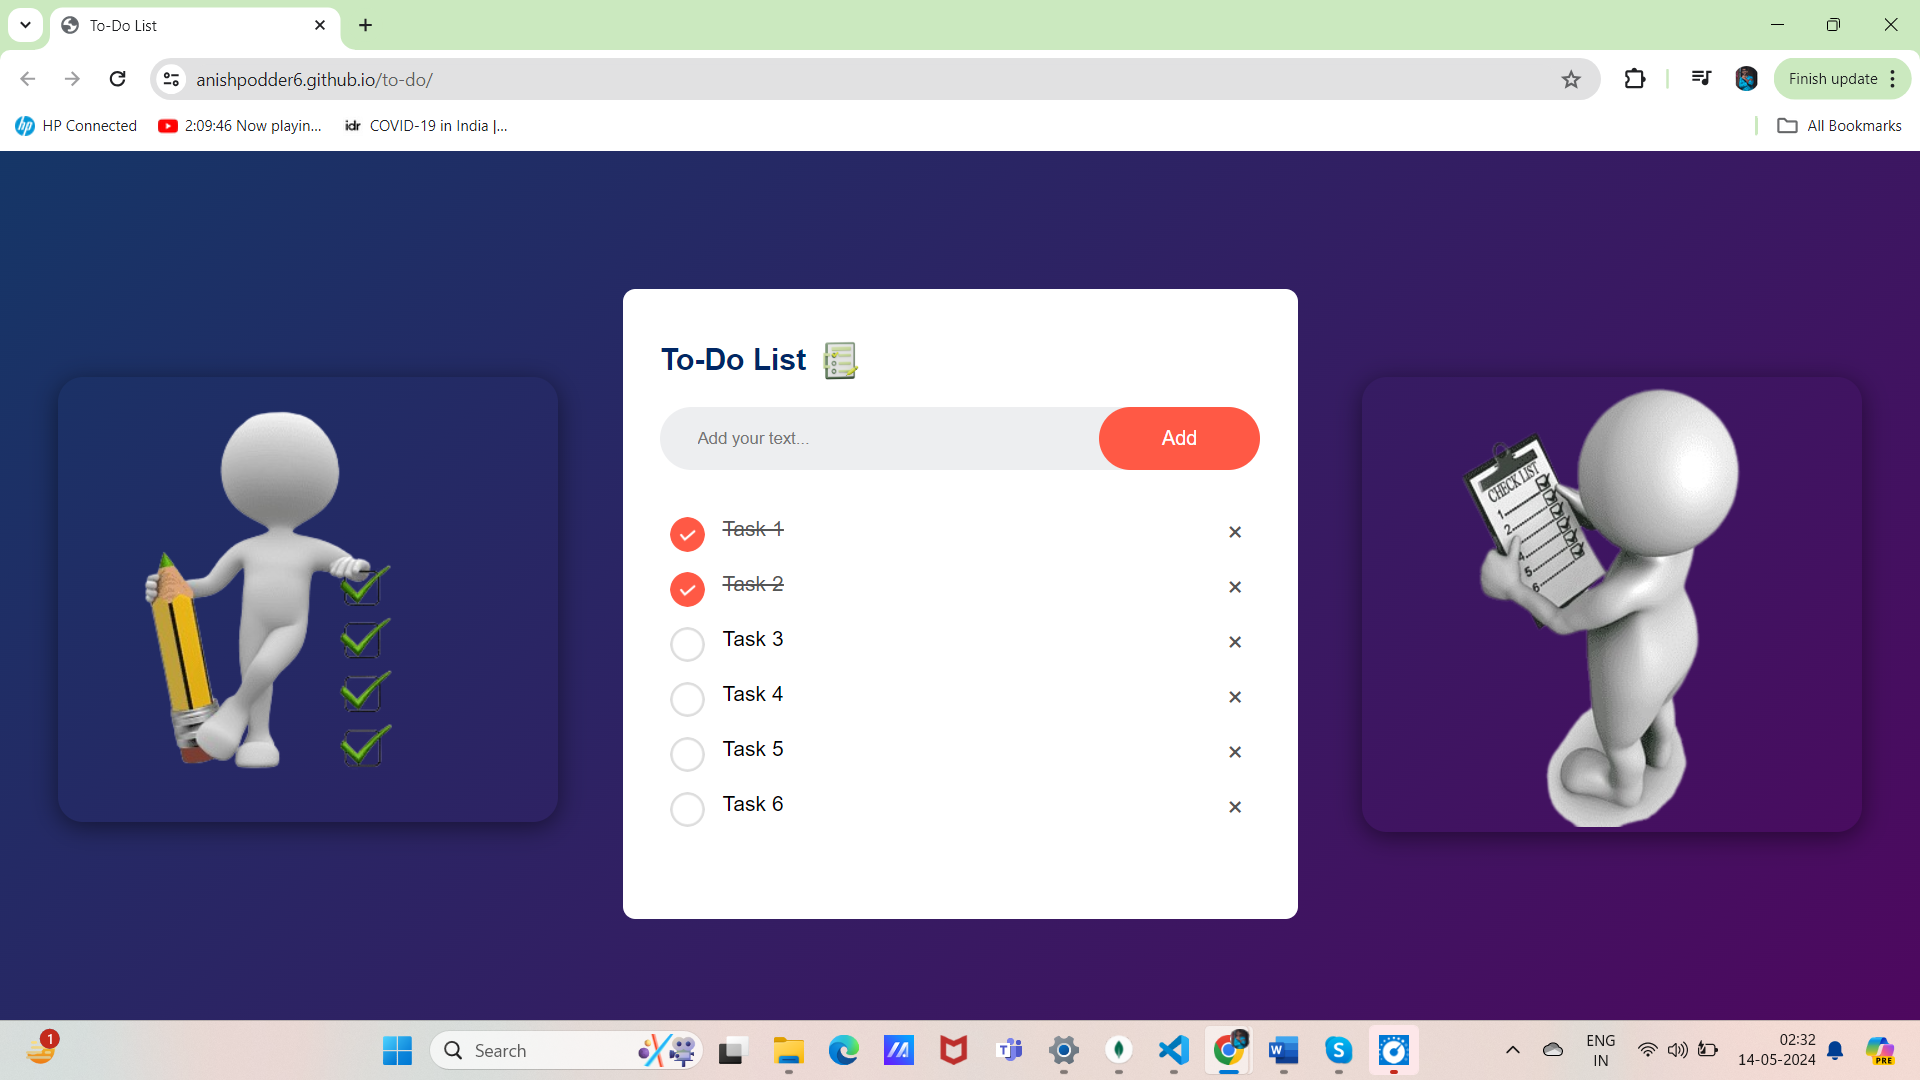 To-Do List
anishpodder6.github.io/to-do/
Finish update
HP Connected
2:09:46 Now playin...
idr COVID-19 in India |...
All Bookmarks
To-Do List
Add your text...
Add
Task 1
Task 2
Task 3
Task 4
Task 5
Task 6
CHECK LIST
1
2
4
5
6
1
Search
ENG
IN
02:32
14-05-2024
PRE